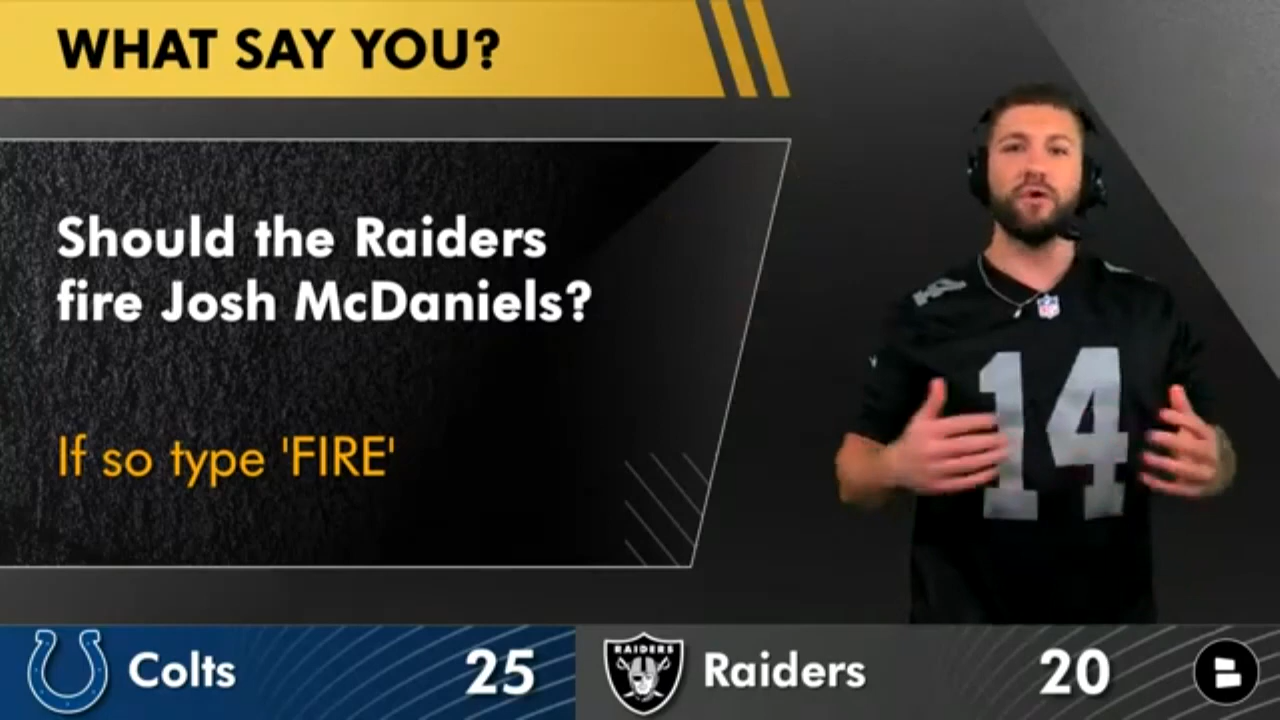 WHAT SAY YOU?
Should the Raiders
fire Josh McDaniels?
If so type 'FIRE'
14
Colts 25
RAIDERS
Raiders 20